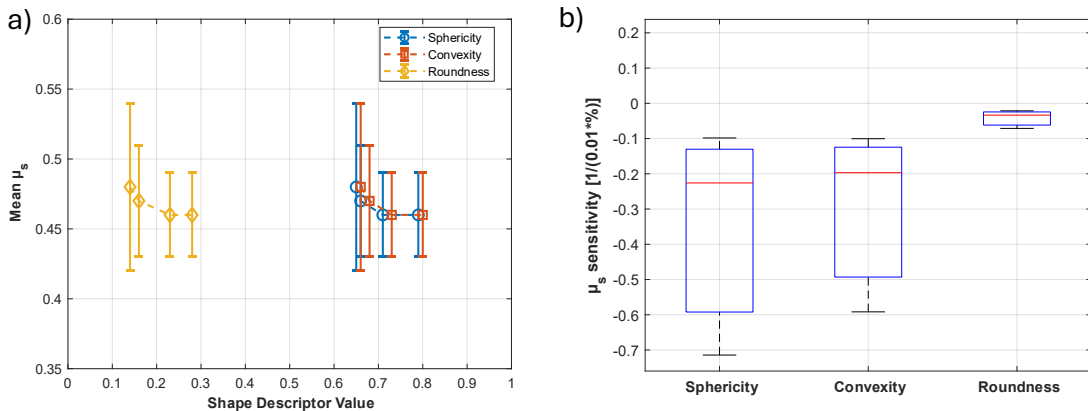 a)
Mean μs
0.6
0.55
0.5
0.45
0.4
0.35
0 0.1 0.2 0.3 0.4 0.5 0.6 0.7 0.8 0.9 1
Shape Descriptor Value
Sphericity
Convexity
Roundness
b)
μs sensitivity [1/(0.01*%)]
0.2
0.1
0
-0.1
-0.2
-0.3
-0.4
-0.5
-0.6
-0.7
Sphericity Convexity Roundness